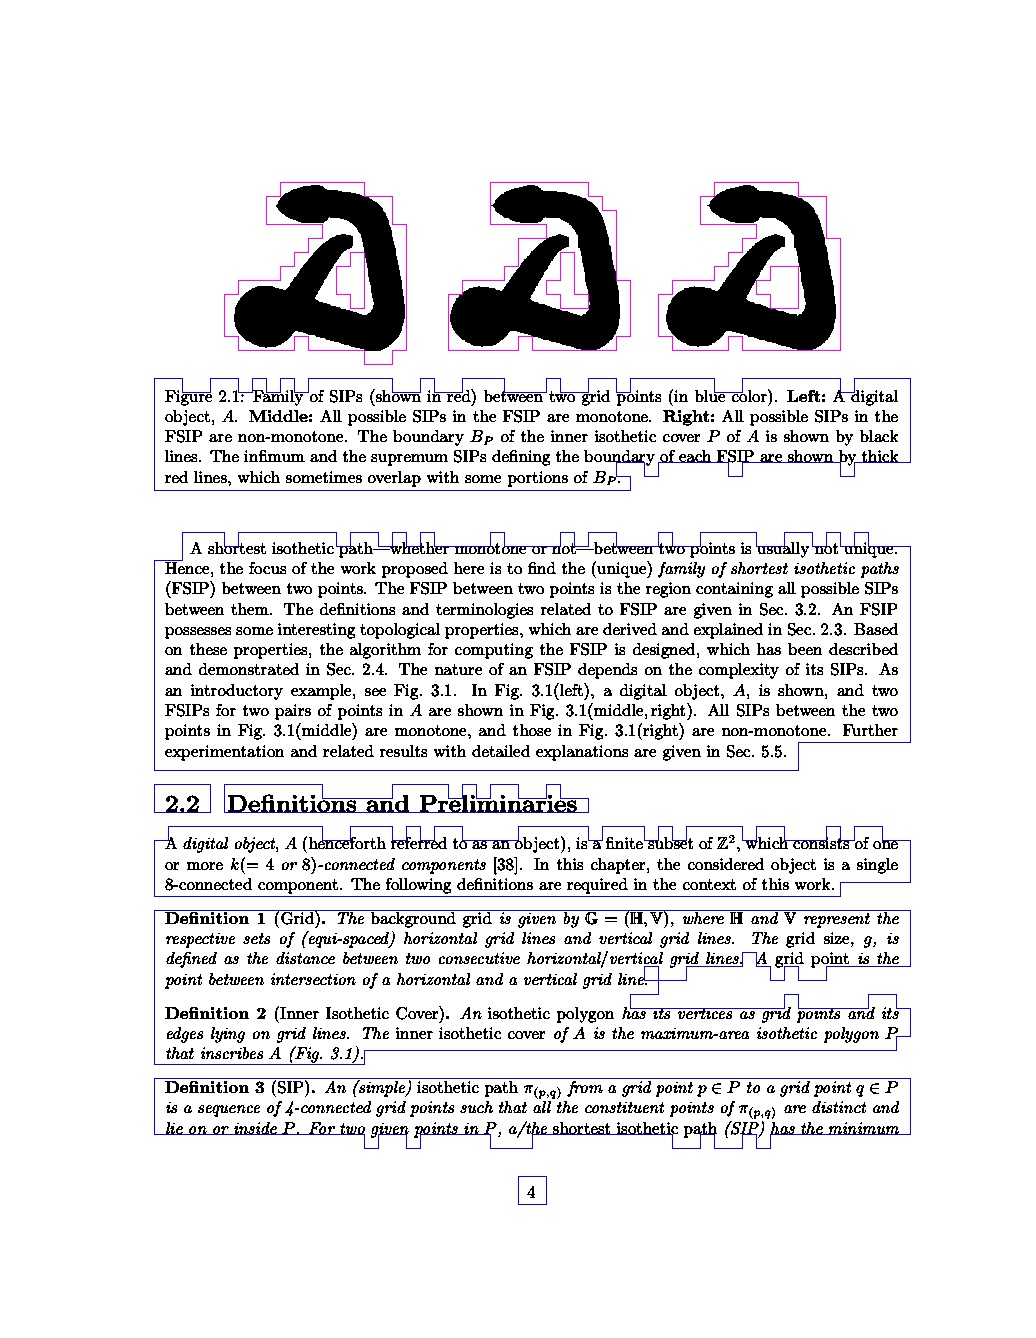 Figure 2.1: Family of SIPs (shown in red) between two grid points (in blue color). Left: A digital
object, A. Middle: All possible SIPs in the FSIP are monotone. Right: All possible SIPs in the
FSIP are non-monotone. The boundary B_P of the inner isothetic cover P of A is shown by black
lines. The infimum and the supremum SIPs defining the boundary of each FSIP are shown by thick
red lines, which sometimes overlap with some portions of B_P.
A shortest isothetic path—whether monotone or not—between two points is usually not unique.
Hence, the focus of the work proposed here is to find the (unique) family of shortest isothetic paths
(FSIP) between two points. The FSIP between two points is the region containing all possible SIPs
between them. The definitions and terminologies related to FSIP are given in Sec. 3.2. An FSIP
possesses some interesting topological properties, which are derived and explained in Sec. 2.3. Based
on these properties, the algorithm for computing the FSIP is designed, which has been described
and demonstrated in Sec. 2.4. The nature of an FSIP depends on the complexity of its SIPs. As
an introductory example, see Fig. 3.1. In Fig. 3.1(left), a digital object, A, is shown, and two
FSIPs for two pairs of points in A are shown in Fig. 3.1(middle, right). All SIPs between the two
points in Fig. 3.1(middle) are monotone, and those in Fig. 3.1(right) are non-monotone. Further
experimentation and related results with detailed explanations are given in Sec. 5.5.
2.2 Definitions and Preliminaries
A digital object, A (henceforth referred to as an object), is a finite subset of ℤ², which consists of one
or more k(= 4 or 8)-connected components [38]. In this chapter, the considered object is a single
8-connected component. The following definitions are required in the context of this work.
Definition 1 (Grid). The background grid is given by 𝔾 = (ℍ, 𝕍), where ℍ and 𝕍 represent the
respective sets of (equi-spaced) horizontal grid lines and vertical grid lines. The grid size, g, is
defined as the distance between two consecutive horizontal/vertical grid lines. A grid point is the
point between intersection of a horizontal and a vertical grid line.
Definition 2 (Inner Isothetic Cover). An isothetic polygon has its vertices as grid points and its
edges lying on grid lines. The inner isothetic cover of A is the maximum-area isothetic polygon P
that inscribes A (Fig. 3.1).
Definition 3 (SIP). An (simple) isothetic path π_(p,q) from a grid point p ∈ P to a grid point q ∈ P
is a sequence of 4-connected grid points such that all the constituent points of π_(p,q) are distinct and
lie on or inside P. For two given points in P, a/the shortest isothetic path (SIP) has the minimum
4